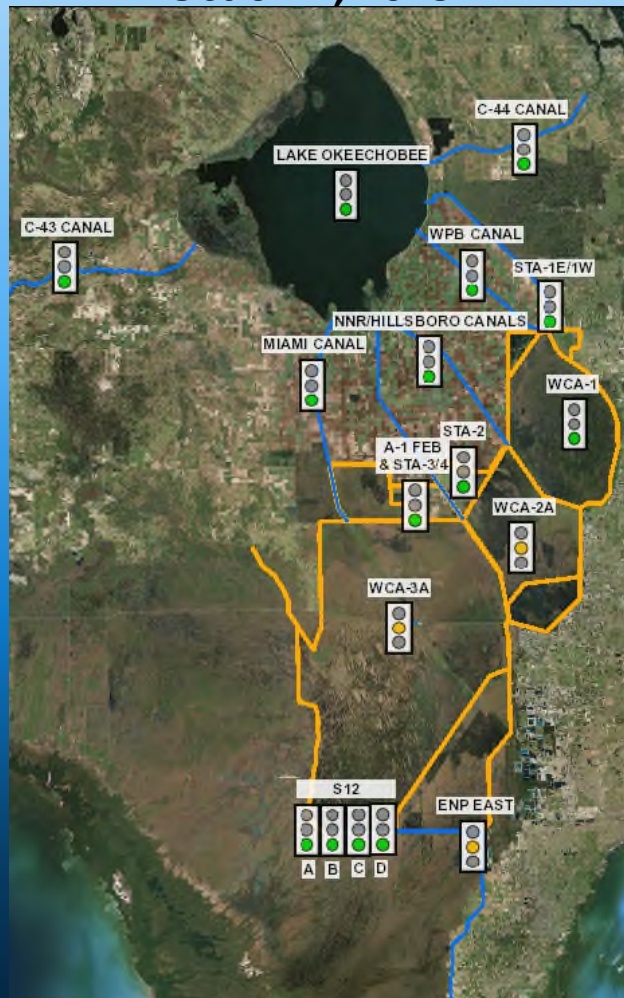 C-44 CANAL
LAKE OKEECHOBEE
C-43 CANAL
WPB CANAL
STA-1E/1W
NNR/HILLSBORO CANALS
MIAMI CANAL
WCA-1
STA-2
A-1 FEB
& STA-3/4
WCA-2A
WCA-3A
S12
ENP EAST
A B C D